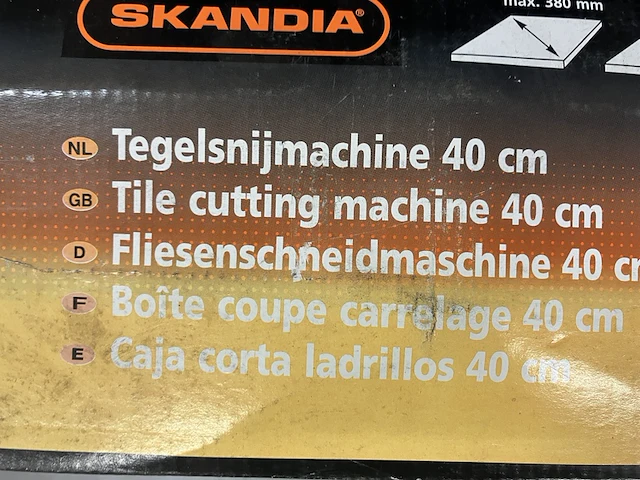 SKANDIA®
max. 380 mm
NL Tegelsnijmachine 40 cm
GB Tile cutting machine 40 cm
D Fliesenschneidmaschine 40 cm
F Boîte coupe carrelage 40 cm
E Caja corta ladrillos 40 cm